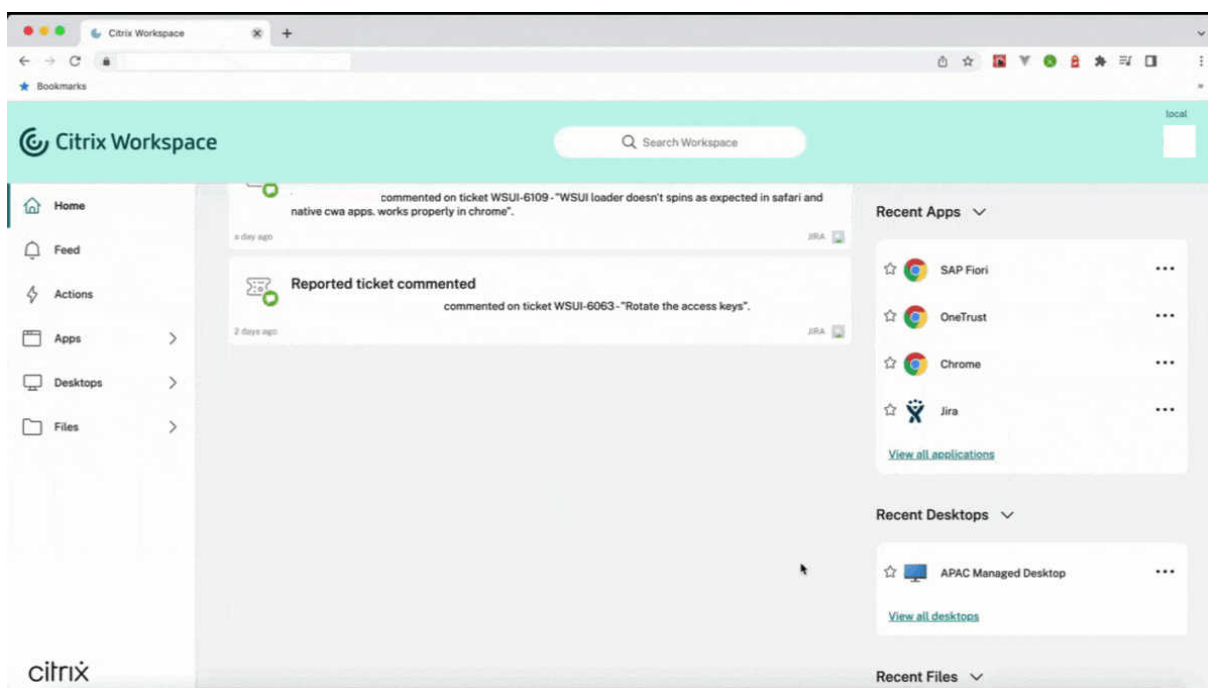 Citrix Workspace
Bookmarks
local
Citrix Workspace
Search Workspace
Home
Feed
Actions
Apps
Desktops
Files
citrix
commented on ticket WSUI-6109-"WSUI loader doesn't spins as expected in safari and
native cwa apps. works properly in chrome".
a day ago
JIRA
Reported ticket commented
commented on ticket WSUI-6063-"Rotate the access keys".
2 days ago
JIRA
Recent Apps
SAP Fiori
OneTrust
Chrome
Jira
View all applications
Recent Desktops
APAC Managed Desktop
View all desktops
Recent Files